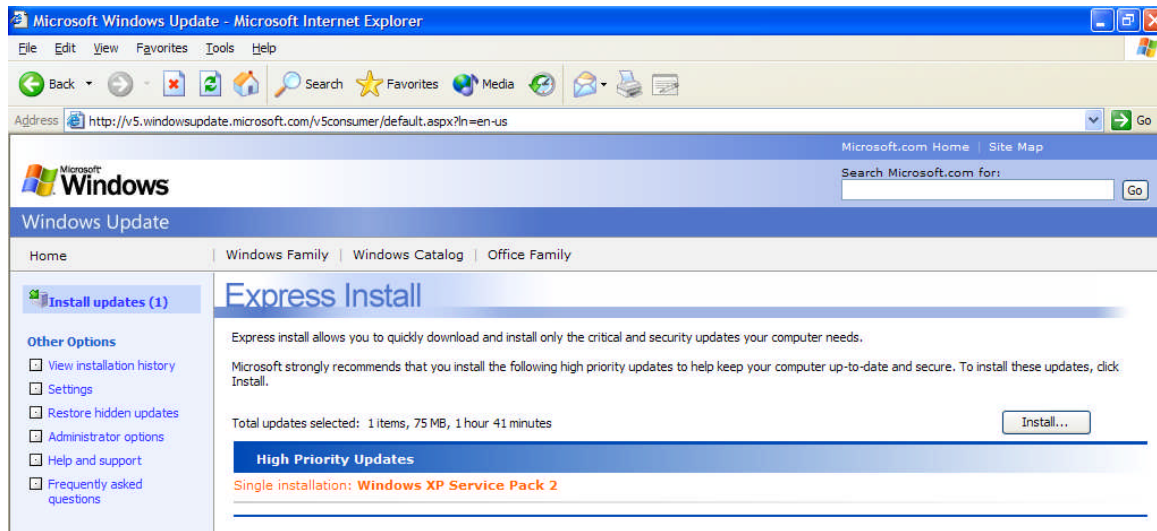 Microsoft Windows Update - Microsoft Internet Explorer
File Edit View Favorites Tools Help
Back Search Favorites Media
Address http://v5.windowsupdate.microsoft.com/v5consumer/default.aspx?ln=en-us Go
Microsoft.com Home | Site Map
Microsoft Windows
Search Microsoft.com for:
Go
Windows Update
Home | Windows Family | Windows Catalog | Office Family
Install updates (1)
Other Options
View installation history
Settings
Restore hidden updates
Administrator options
Help and support
Frequently asked
questions
Express Install
Express install allows you to quickly download and install only the critical and security updates your computer needs.
Microsoft strongly recommends that you install the following high priority updates to help keep your computer up-to-date and secure. To install these updates, click
Install.
Total updates selected: 1 items, 75 MB, 1 hour 41 minutes
Install...
High Priority Updates
Single installation: Windows XP Service Pack 2